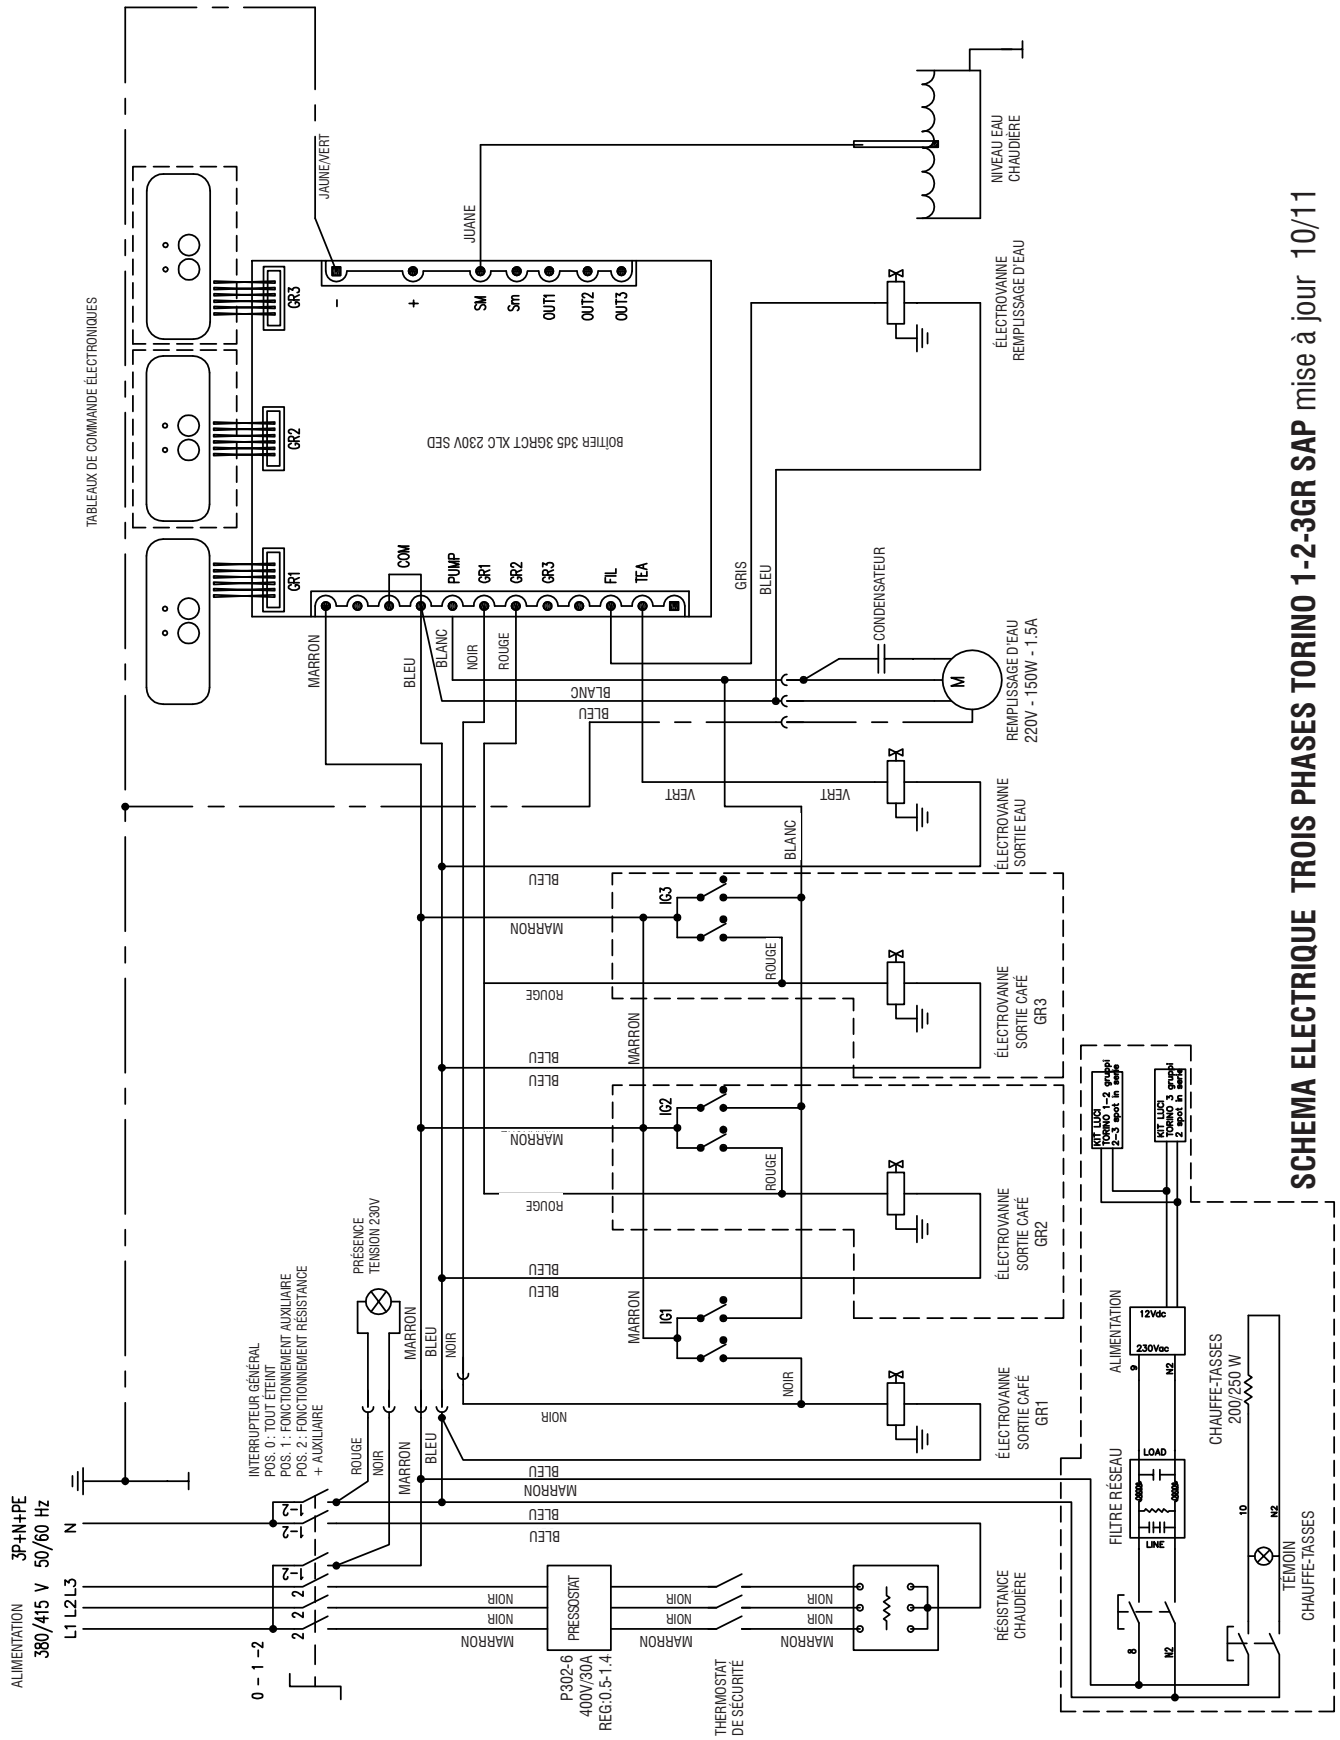 ALIMENTATION 3P+N+PE
380/415 V 50/60 Hz
L1 L2 L3 N
0 - 1 - 2
2 2 2 1-2 1-2 1-2
INTERRUPTEUR GÉNÉRAL
POS. 0 : TOUT ÉTEINT
POS. 1 : FONCTIONNEMENT AUXILIAIRE
POS. 2 : FONCTIONNEMENT RÉSISTANCE
+ AUXILIAIRE
PRÉSENCE
TENSION 230V
ROUGE
NOIR
MARRON
BLEU
MARRON
BLEU
NOIR
TABLEAUX DE COMMANDE ÉLECTRONIQUES
GR1
GR2
GR3
JAUNE/VERT
BOÎTIER 3d5 3GRCT XLC 230V SED
COM
PUMP
GR1
GR2
GR3
FIL
TEA
-
+
SM
Sm
OUT1
OUT2
OUT3
MARRON
BLEU
BLANC
NOIR
ROUGE
JUANE
GRIS
BLEU
BLANC
BLEU
NIVEAU EAU
CHAUDIÈRE
ÉLECTROVANNE
REMPLISSAGE D'EAU
CONDENSATEUR
M
REMPLISSAGE D'EAU
220V - 150W - 1.5A
VERT
VERT
ÉLECTROVANNE
SORTIE EAU
BLANC
BLEU
MARRON
IG3
ROUGE
ROUGE
MARRON
BLEU
BLEU
ÉLECTROVANNE
SORTIE CAFÉ
GR3
IG2
MARRON
ROUGE
ROUGE
BLEU
BLEU
MARRON
ÉLECTROVANNE
SORTIE CAFÉ
GR2
IG1
NOIR
NOIR
ÉLECTROVANNE
SORTIE CAFÉ
GR1
BLEU
MARRON
BLEU
BLEU
NOIR
NOIR
MARRON
PRESSOSTAT
P302-6
400V/30A
REG:0.5-1.4
NOIR
NOIR
MARRON
THERMOSTAT
DE SÉCURITÉ
NOIR
NOIR
MARRON
RÉSISTANCE
CHAUDIÈRE
KIT LUCI
TORINO 1-2 gruppi
2-3 spot in serie
KIT LUCI
TORINO 3 gruppi
2 spot in serie
ALIMENTATION
12Vdc
230Vac
9
N2
FILTRE RÉSEAU
LOAD
LINE
8
N2
CHAUFFE-TASSES
200/250 W
10
N2
TÉMOIN
CHAUFFE-TASSES
SCHEMA ELECTRIQUE TROIS PHASES TORINO 1-2-3GR SAP mise à jour 10/11